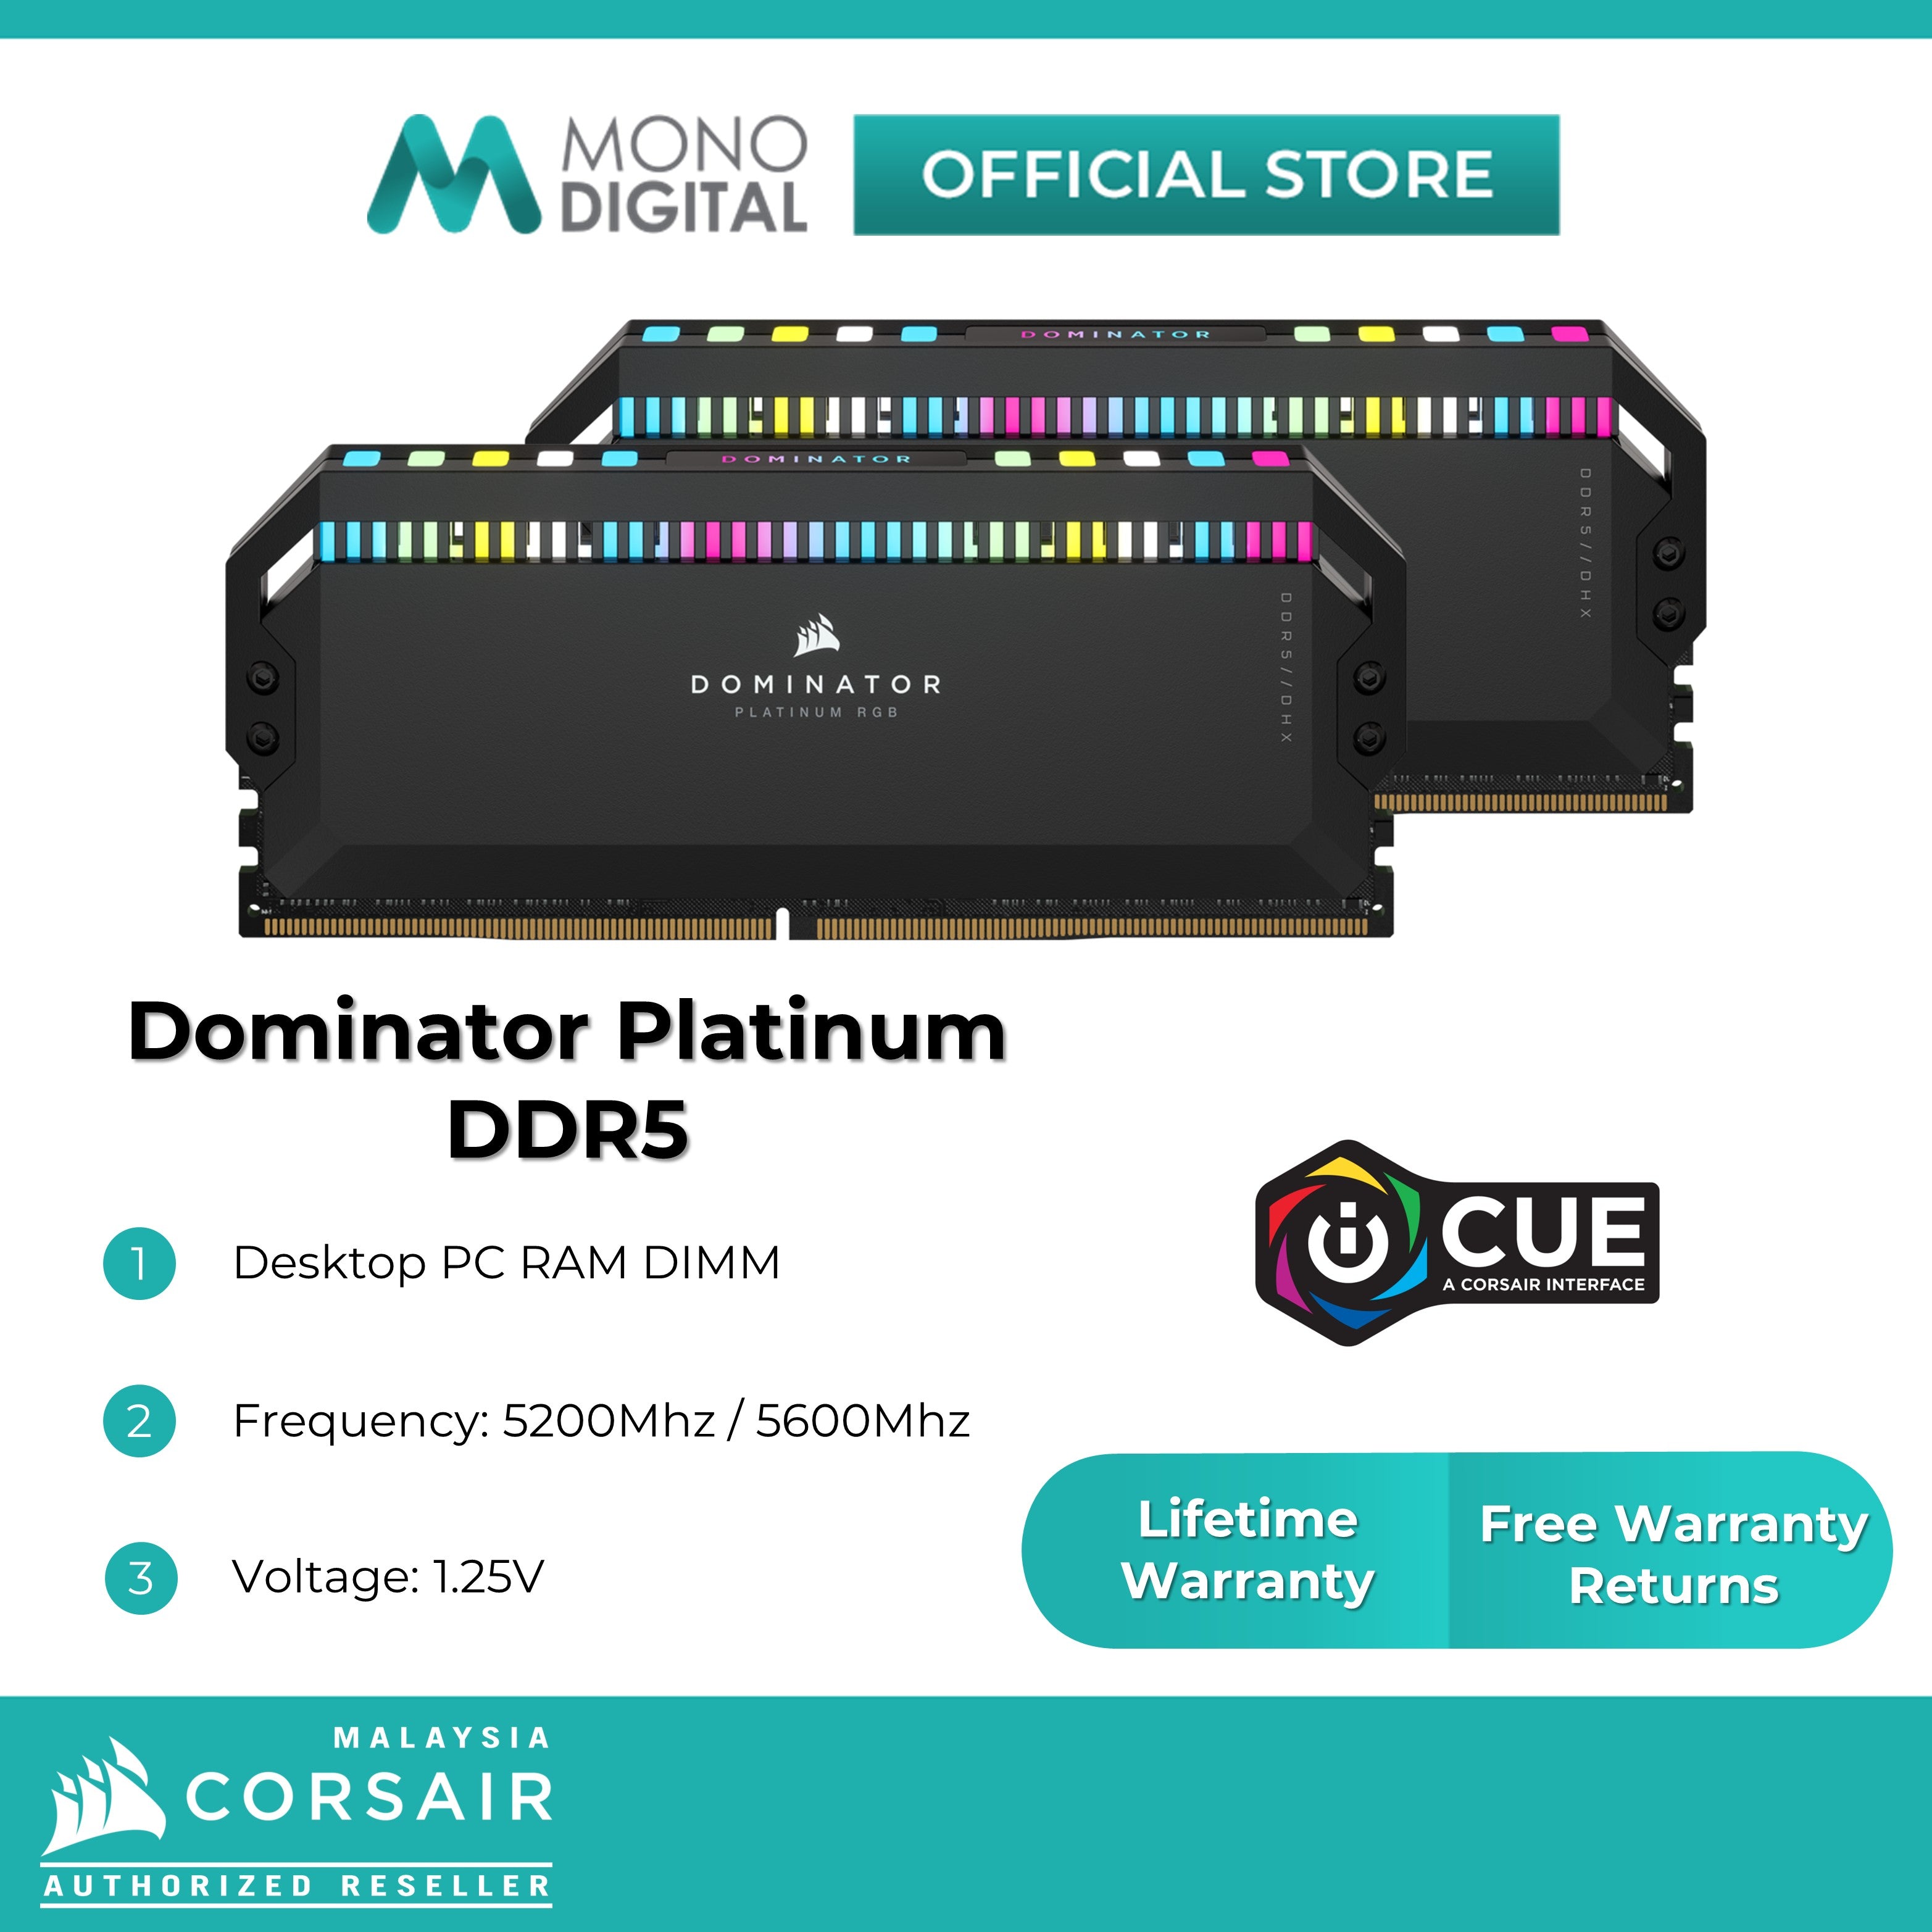 MONO
DIGITAL
OFFICIAL STORE
DOMINATOR
DDR5//DHX
DOMINATOR
DOMINATOR
PLATINUM RGB
DDR5//DHX
Dominator Platinum
DDR5
1 Desktop PC RAM DIMM
2 Frequency: 5200Mhz / 5600Mhz
3 Voltage: 1.25V
iCUE
A CORSAIR INTERFACE
Lifetime
Warranty
Free Warranty
Returns
MALAYSIA
CORSAIR
AUTHORIZED RESELLER